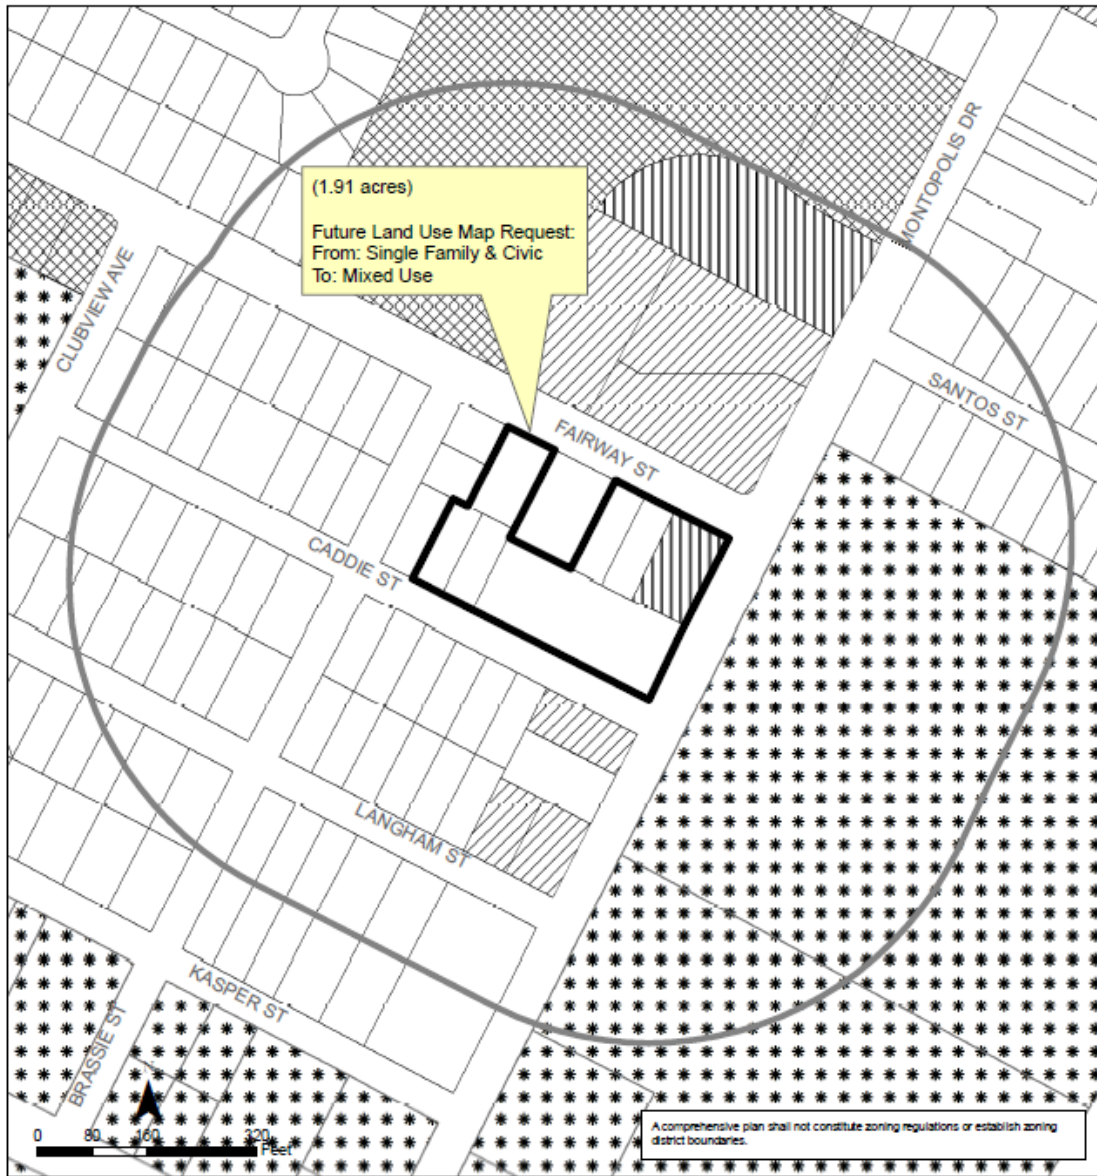 MONTOPOLIS DR
(1.91 acres)
Future Land Use Map Request:
From: Single Family & Civic
To: Mixed Use
CLUBVIEW AVE
SANTOS ST
FAIRWAY ST
CADDIE ST
LANGHAM ST
KASPER ST
BRASSIE ST
0 80 160 320
Feet
A comprehensive plan shall not constitute zoning regulations or establish zoning
district boundaries.